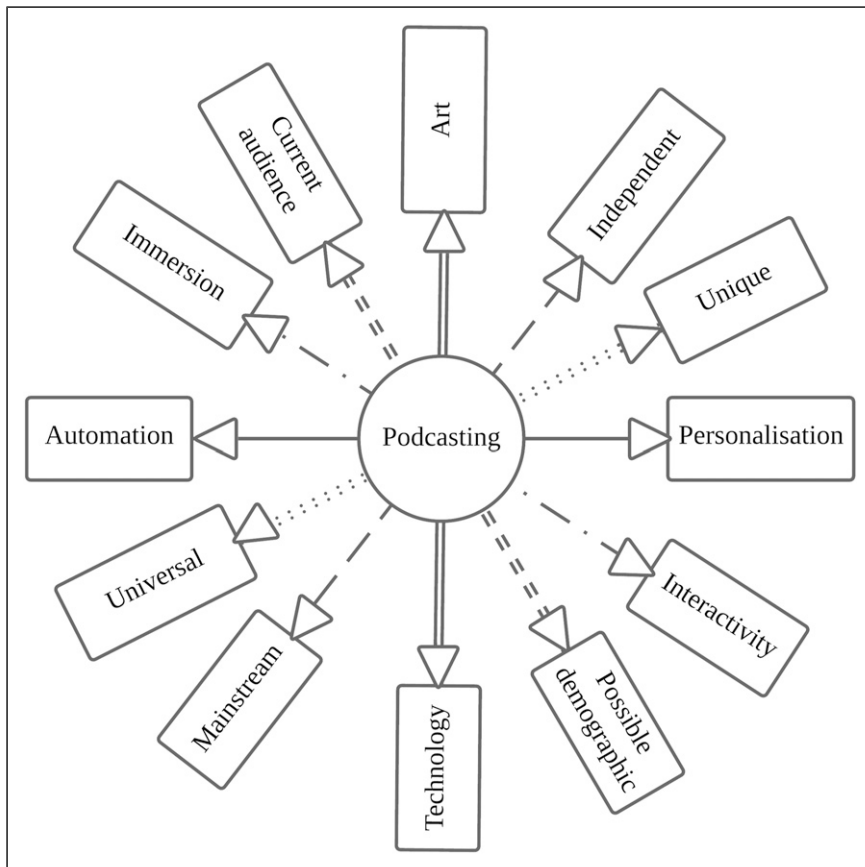 Art
Current
audience
Independent
Immersion
Unique
Automation
Podcasting
Personalisation
Universal
Interactivity
Mainstream
Possible
demographic
Technology